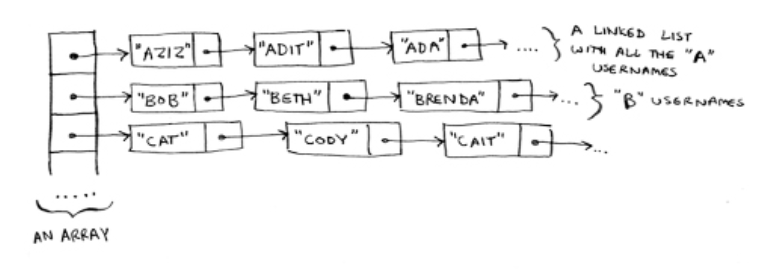 "AZIZ" "ADIT" "ADA" .... A LINKED LIST
WITH ALL THE "A"
USERNAMES
"BOB" "BETH" "BRENDA" ... "B" USERNAMES
"CAT" "CODY" "CAIT" ...
.....
AN ARRAY